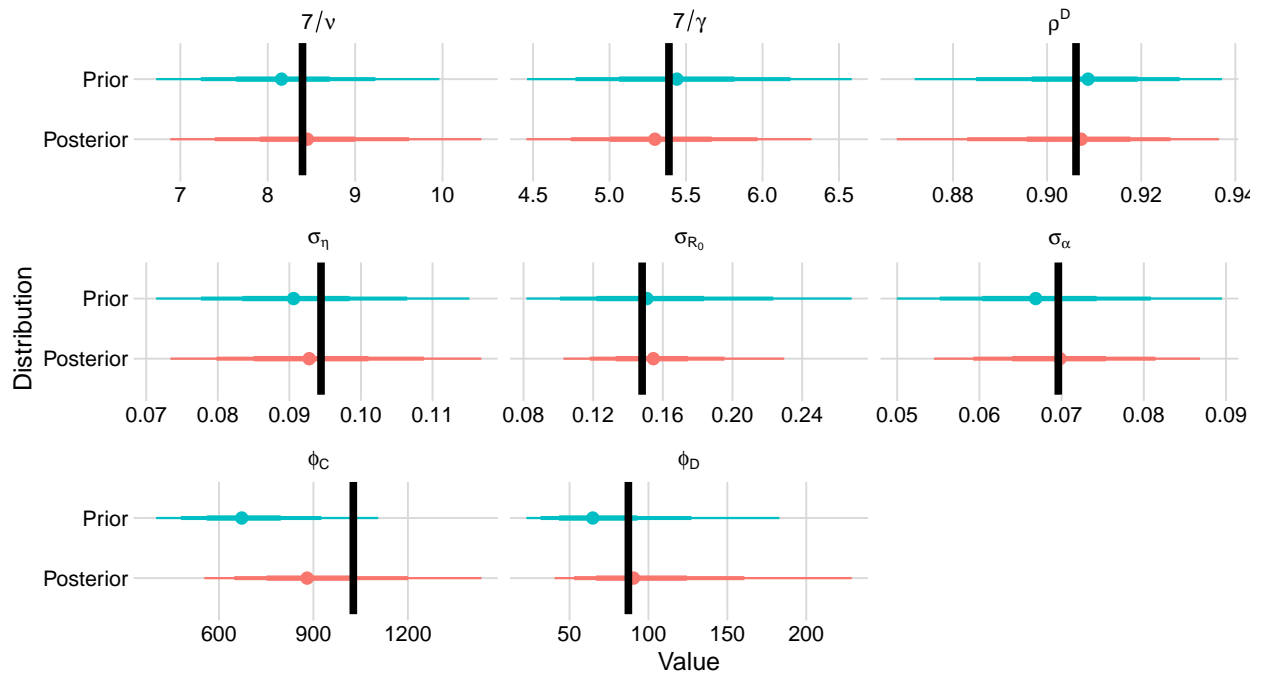 7/ν 7/γ ρ^D
Prior
Posterior
7 8 9 10 4.5 5.0 5.5 6.0 6.5 0.88 0.90 0.92 0.94
σ_η σ_R₀ σ_α
Prior
Posterior
0.07 0.08 0.09 0.10 0.11 0.08 0.12 0.16 0.20 0.24 0.05 0.06 0.07 0.08 0.09
Distribution
ϕ_C ϕ_D
Prior
Posterior
600 900 1200 50 100 150 200
Value